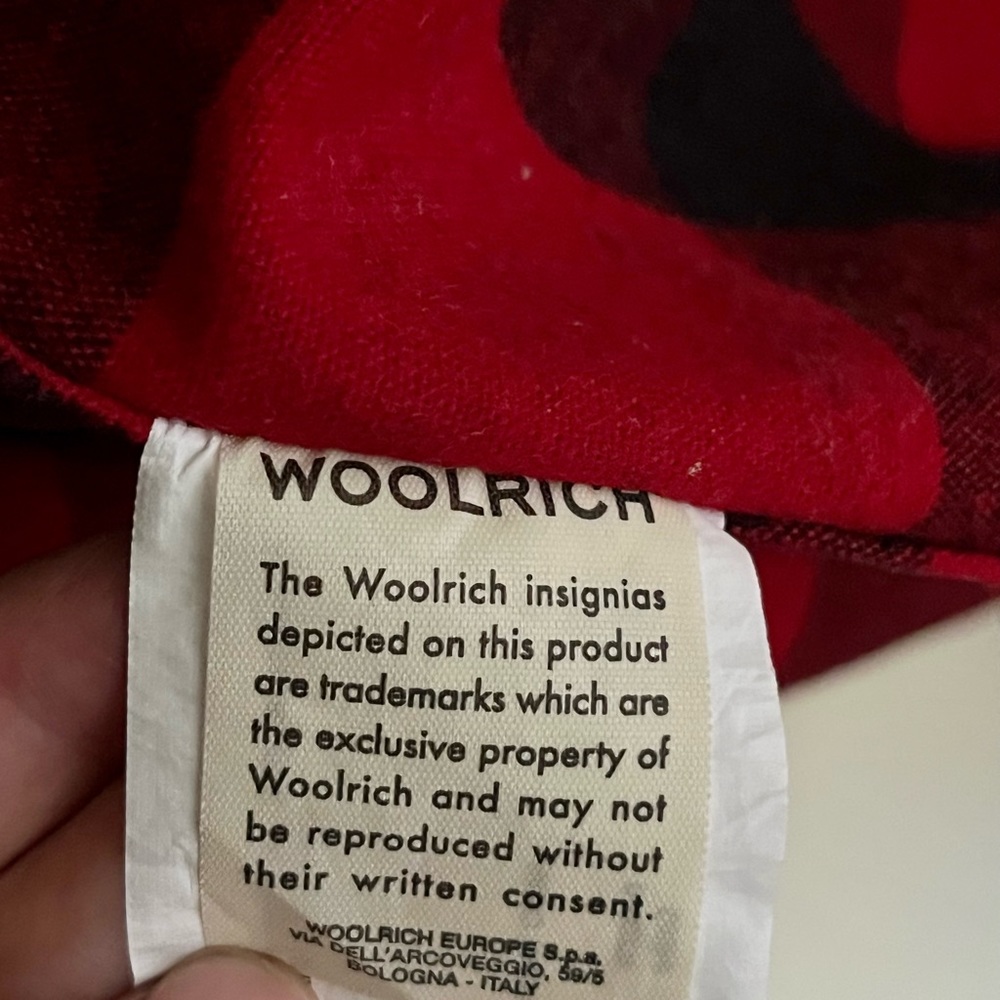 WOOLRICH
The Woolrich insignias
depicted on this product
are trademarks which are
the exclusive property of
Woolrich and may not
be reproduced without
their written consent.
WOOLRICH EUROPE S.p.a.
VIA DELL'ARCOVEGGIO, 59/5
BOLOGNA - ITALY